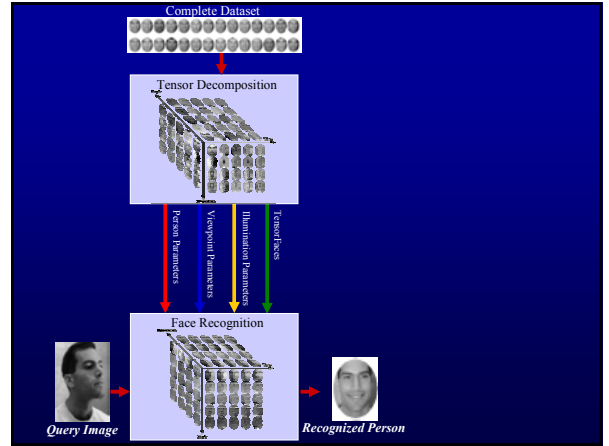 Complete Dataset
Tensor Decomposition
Person Parameters
Viewpoint Parameters
Illumination Parameters
TensorFaces
Face Recognition
Query Image
Recognized Person